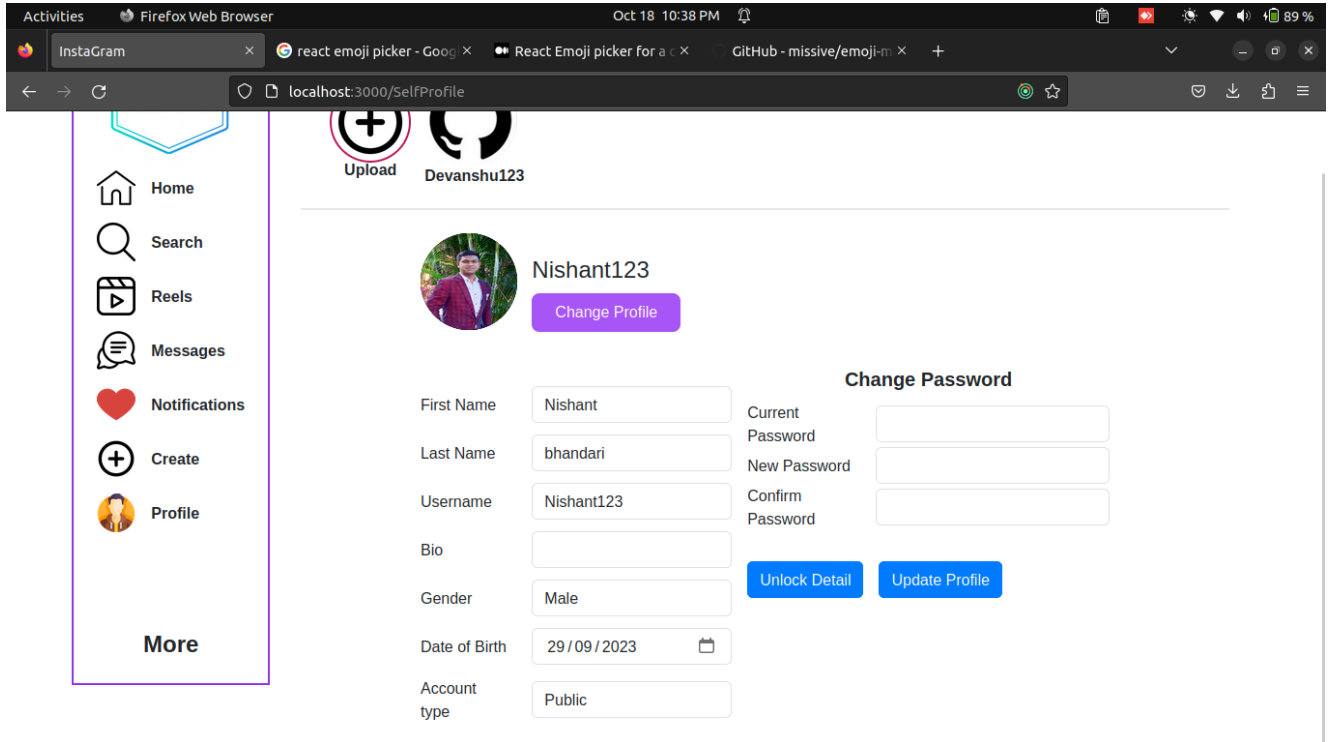 Activities Firefox Web Browser Oct 18 10:38 PM 89 %
InstaGram react emoji picker - Goog React Emoji picker for a c GitHub - missive/emoji-m
localhost:3000/SelfProfile
Upload Devanshu123
Home
Search
Reels
Messages
Notifications
Create
Profile
More
Nishant123
Change Profile
First Name Nishant
Last Name bhandari
Username Nishant123
Bio
Gender Male
Date of Birth 29/09/2023
Account
type Public
Change Password
Current
Password
New Password
Confirm
Password
Unlock Detail Update Profile